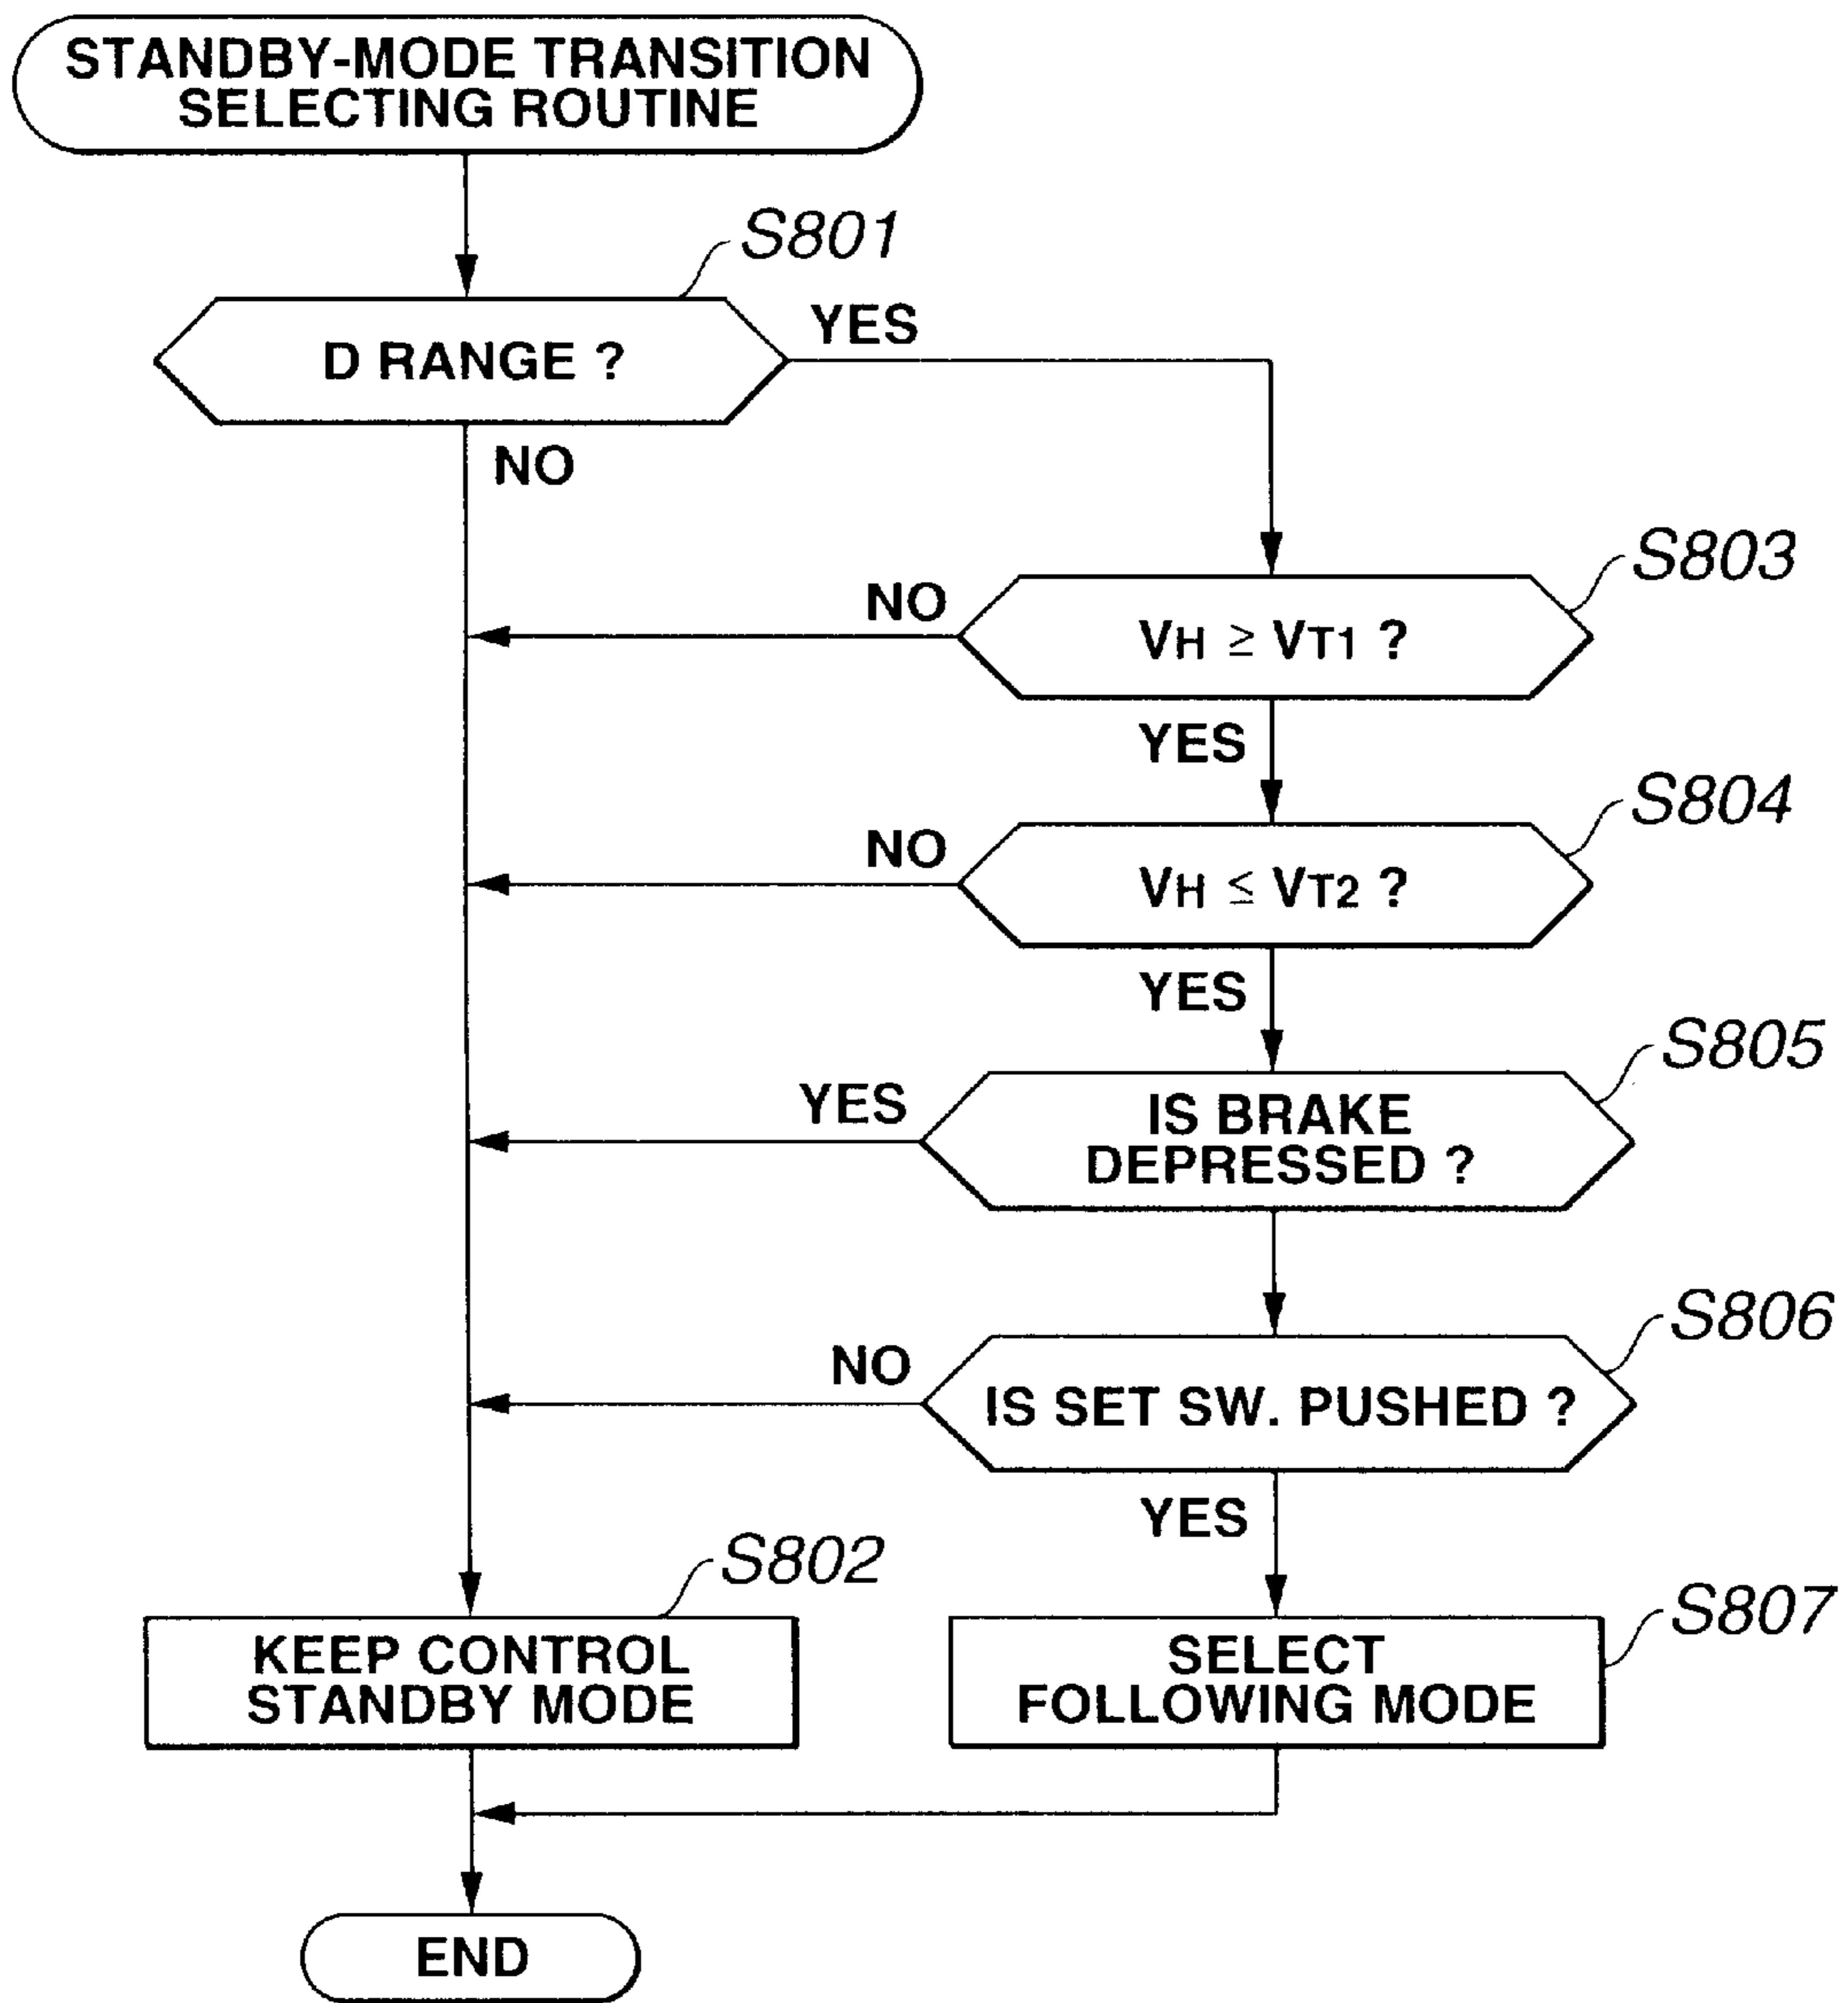 STANDBY-MODE TRANSITION
SELECTING ROUTINE
S801
D RANGE ?
YES
NO
S803
NO
VH ≥ VT1 ?
YES
S804
NO
VH ≤ VT2 ?
YES
S805
YES
IS BRAKE
DEPRESSED ?
S806
NO
IS SET SW. PUSHED ?
YES
S802
KEEP CONTROL
STANDBY MODE
S807
SELECT
FOLLOWING MODE
END